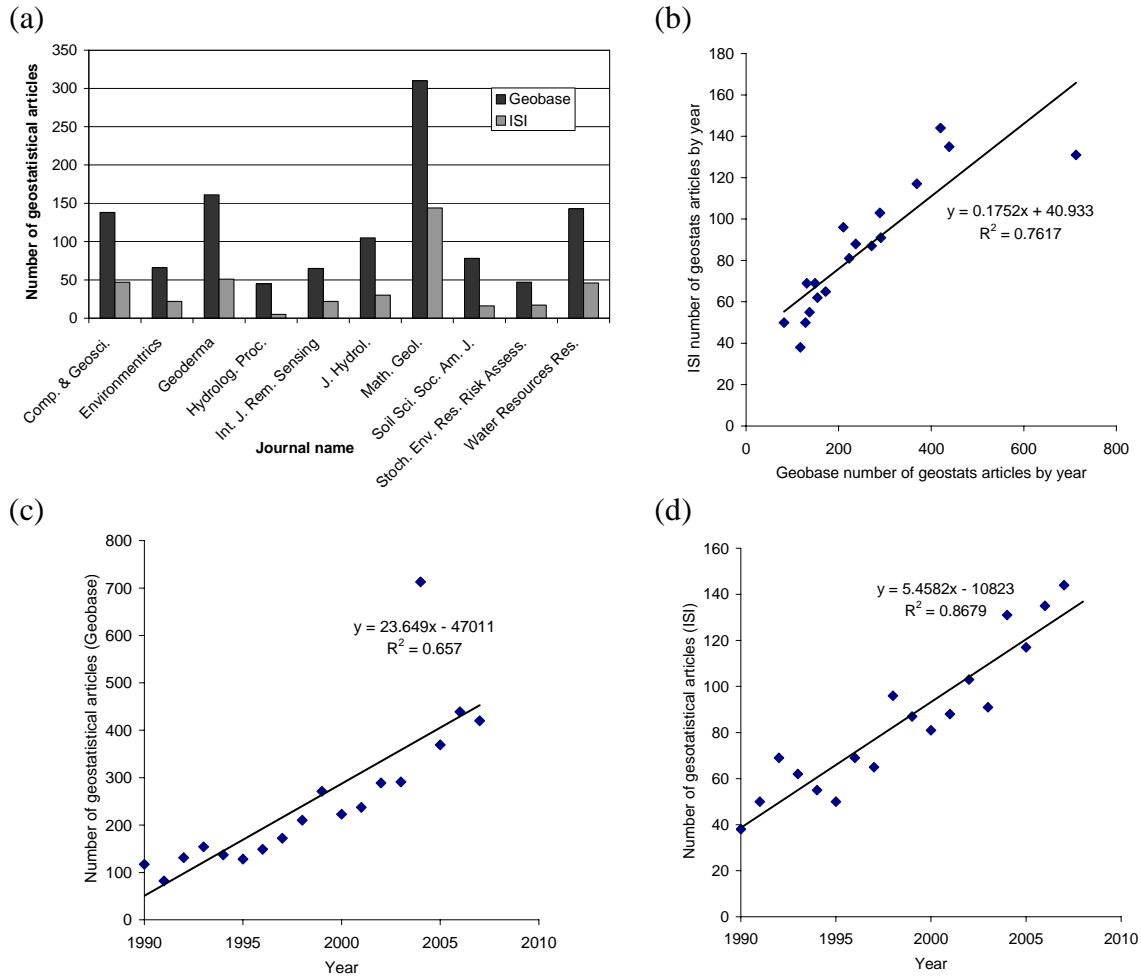 (a)
Number of geostatistical articles
350
300
250
200
150
100
50
0
Geobase
ISI
Comp. & Geosci.
Environmentrics
Geoderma
Hydrolog. Proc.
Int. J. Rem. Sensing
J. Hydrol.
Math. Geol.
Soil Sci. Soc. Am. J.
Stoch. Env. Res. Risk Assess.
Water Resources Res.
Journal name
(b)
ISI number of geostats articles by year
180
160
140
120
100
80
60
40
20
0
y = 0.1752x + 40.933
R² = 0.7617
0 200 400 600 800
Geobase number of geostats articles by year
(c)
Number of geostatistical articles (Geobase)
800
700
600
500
400
300
200
100
0
y = 23.649x - 47011
R² = 0.657
1990 1995 2000 2005 2010
Year
(d)
Number of gesotatistical articles (ISI)
160
140
120
100
80
60
40
20
0
y = 5.4582x - 10823
R² = 0.8679
1990 1995 2000 2005 2010
Year